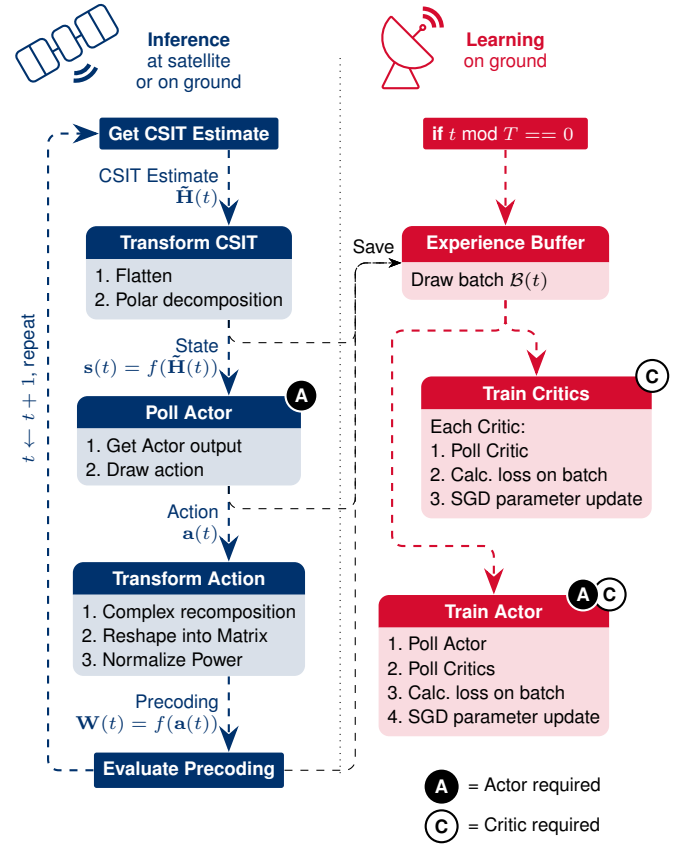 Inference
at satellite
or on ground
Get CSIT Estimate
CSIT Estimate
H̃(t)
Transform CSIT
1. Flatten
2. Polar decomposition
State
s(t) = f(H̃(t))
Poll Actor
A
1. Get Actor output
2. Draw action
Action
a(t)
Transform Action
1. Complex recomposition
2. Reshape into Matrix
3. Normalize Power
Precoding
W(t) = f(a(t))
Evaluate Precoding
t ← t + 1, repeat
Learning
on ground
if t mod T == 0
Save
Experience Buffer
Draw batch ℬ(t)
Train Critics
C
Each Critic:
1. Poll Critic
2. Calc. loss on batch
3. SGD parameter update
Train Actor
A C
1. Poll Actor
2. Poll Critics
3. Calc. loss on batch
4. SGD parameter update
A = Actor required
C = Critic required